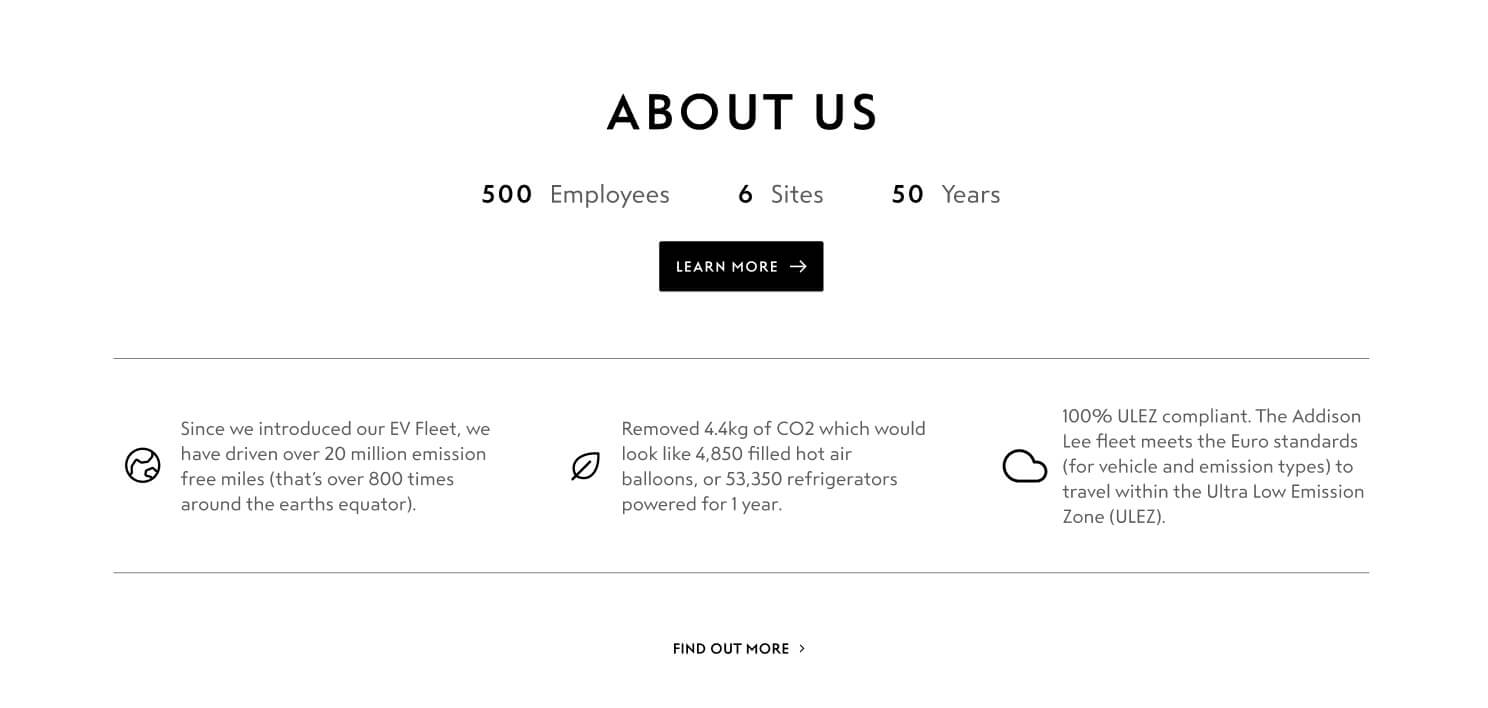 ABOUT US
500 Employees 6 Sites 50 Years
LEARN MORE →
Since we introduced our EV Fleet, we
have driven over 20 million emission
free miles (that's over 800 times
around the earths equator).
Removed 4.4kg of CO2 which would
look like 4,850 filled hot air
balloons, or 53,350 refrigerators
powered for 1 year.
100% ULEZ compliant. The Addison
Lee fleet meets the Euro standards
(for vehicle and emission types) to
travel within the Ultra Low Emission
Zone (ULEZ).
FIND OUT MORE >